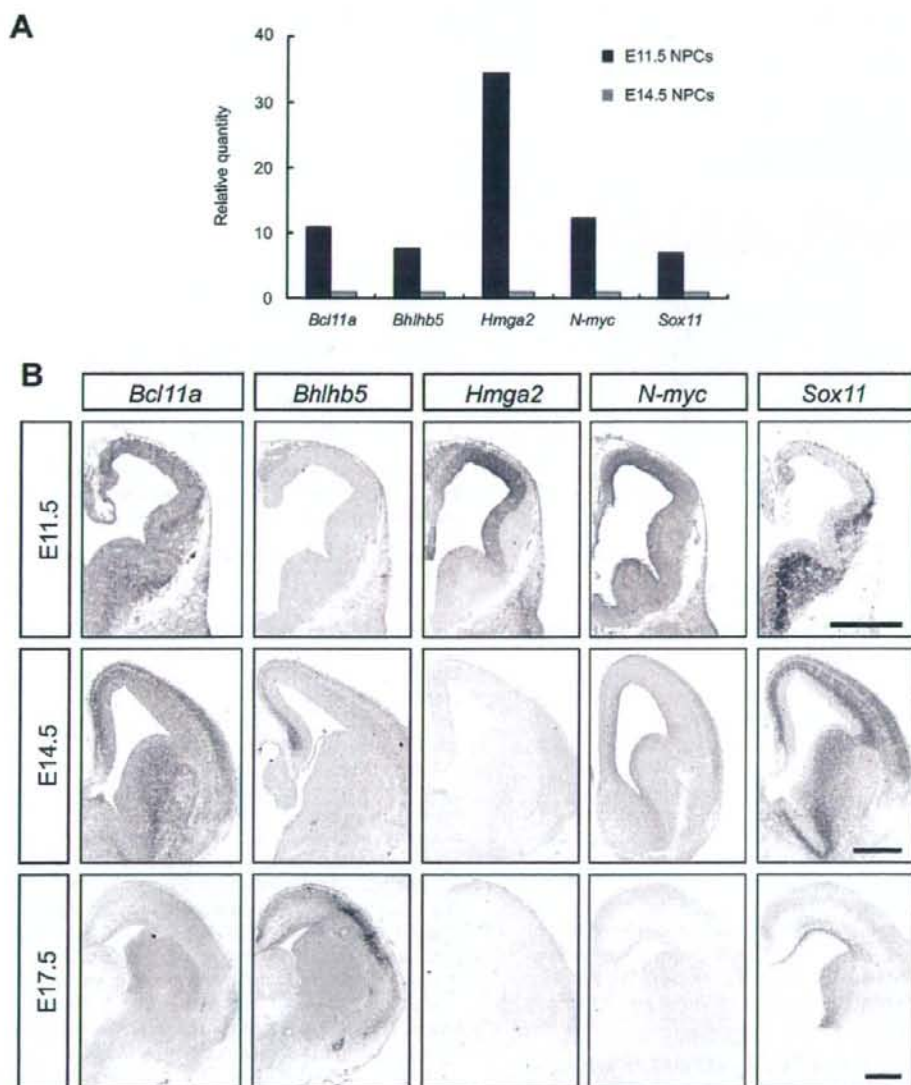 A
40
30
20
10
0
Relative quantity
E11.5 NPCs
E14.5 NPCs
Bcl11a Bhlhb5 Hmga2 N-myc Sox11
B
Bcl11a Bhlhb5 Hmga2 N-myc Sox11
E11.5
E14.5
E17.5